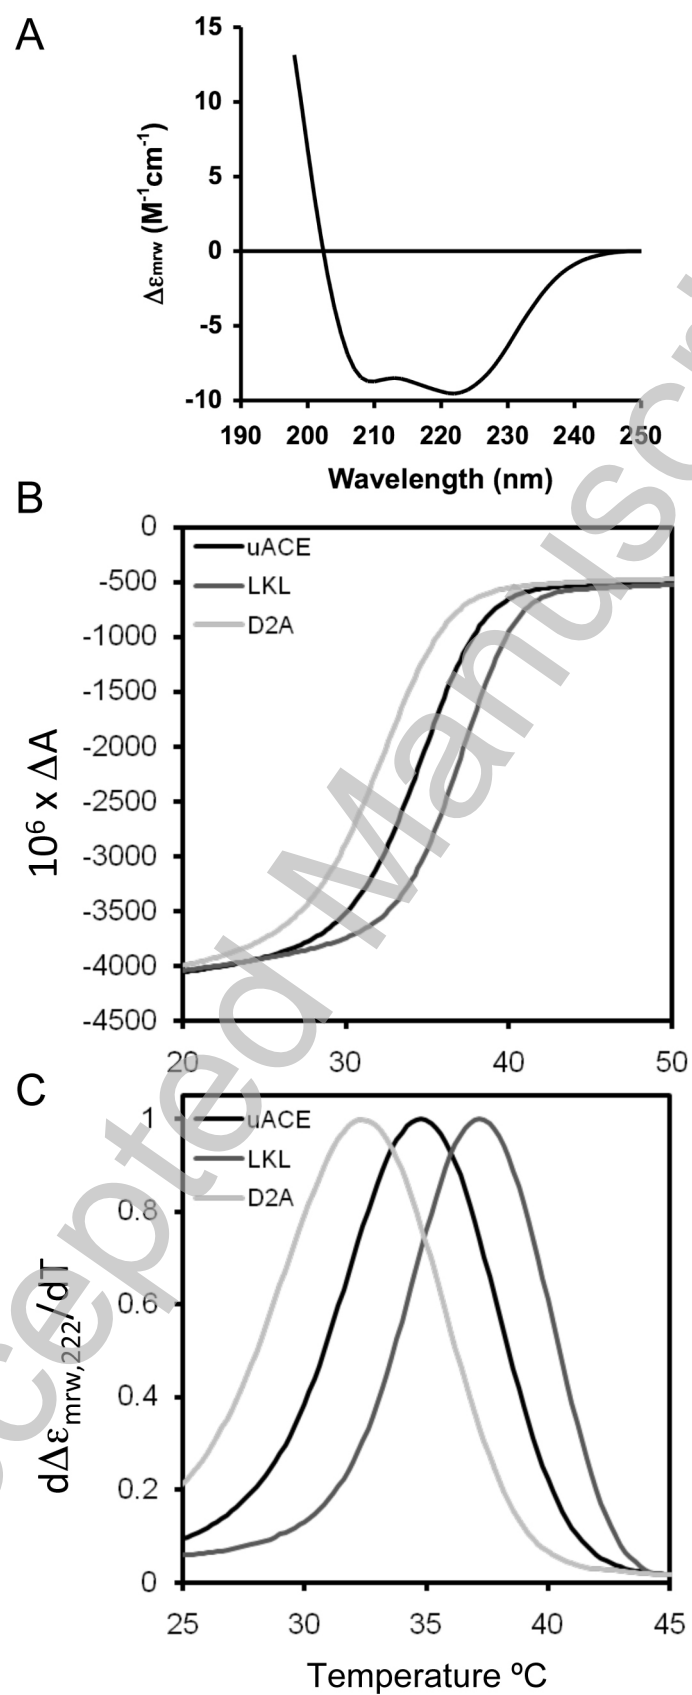 A
15
10
5
0
-5
-10
Δεmrw (M-1cm-1)
190 200 210 220 230 240 250
Wavelength (nm)
B
0
-500
-1000
-1500
-2000
-2500
-3000
-3500
-4000
-4500
uACE
LKL
D2A
10⁶ x ΔA
20 30 40 50
C
1
0.8
0.6
0.4
0.2
0
uACE
LKL
D2A
dΔεmrw,222/dT
25 30 35 40 45
Temperature ºC
Accepted Manuscri